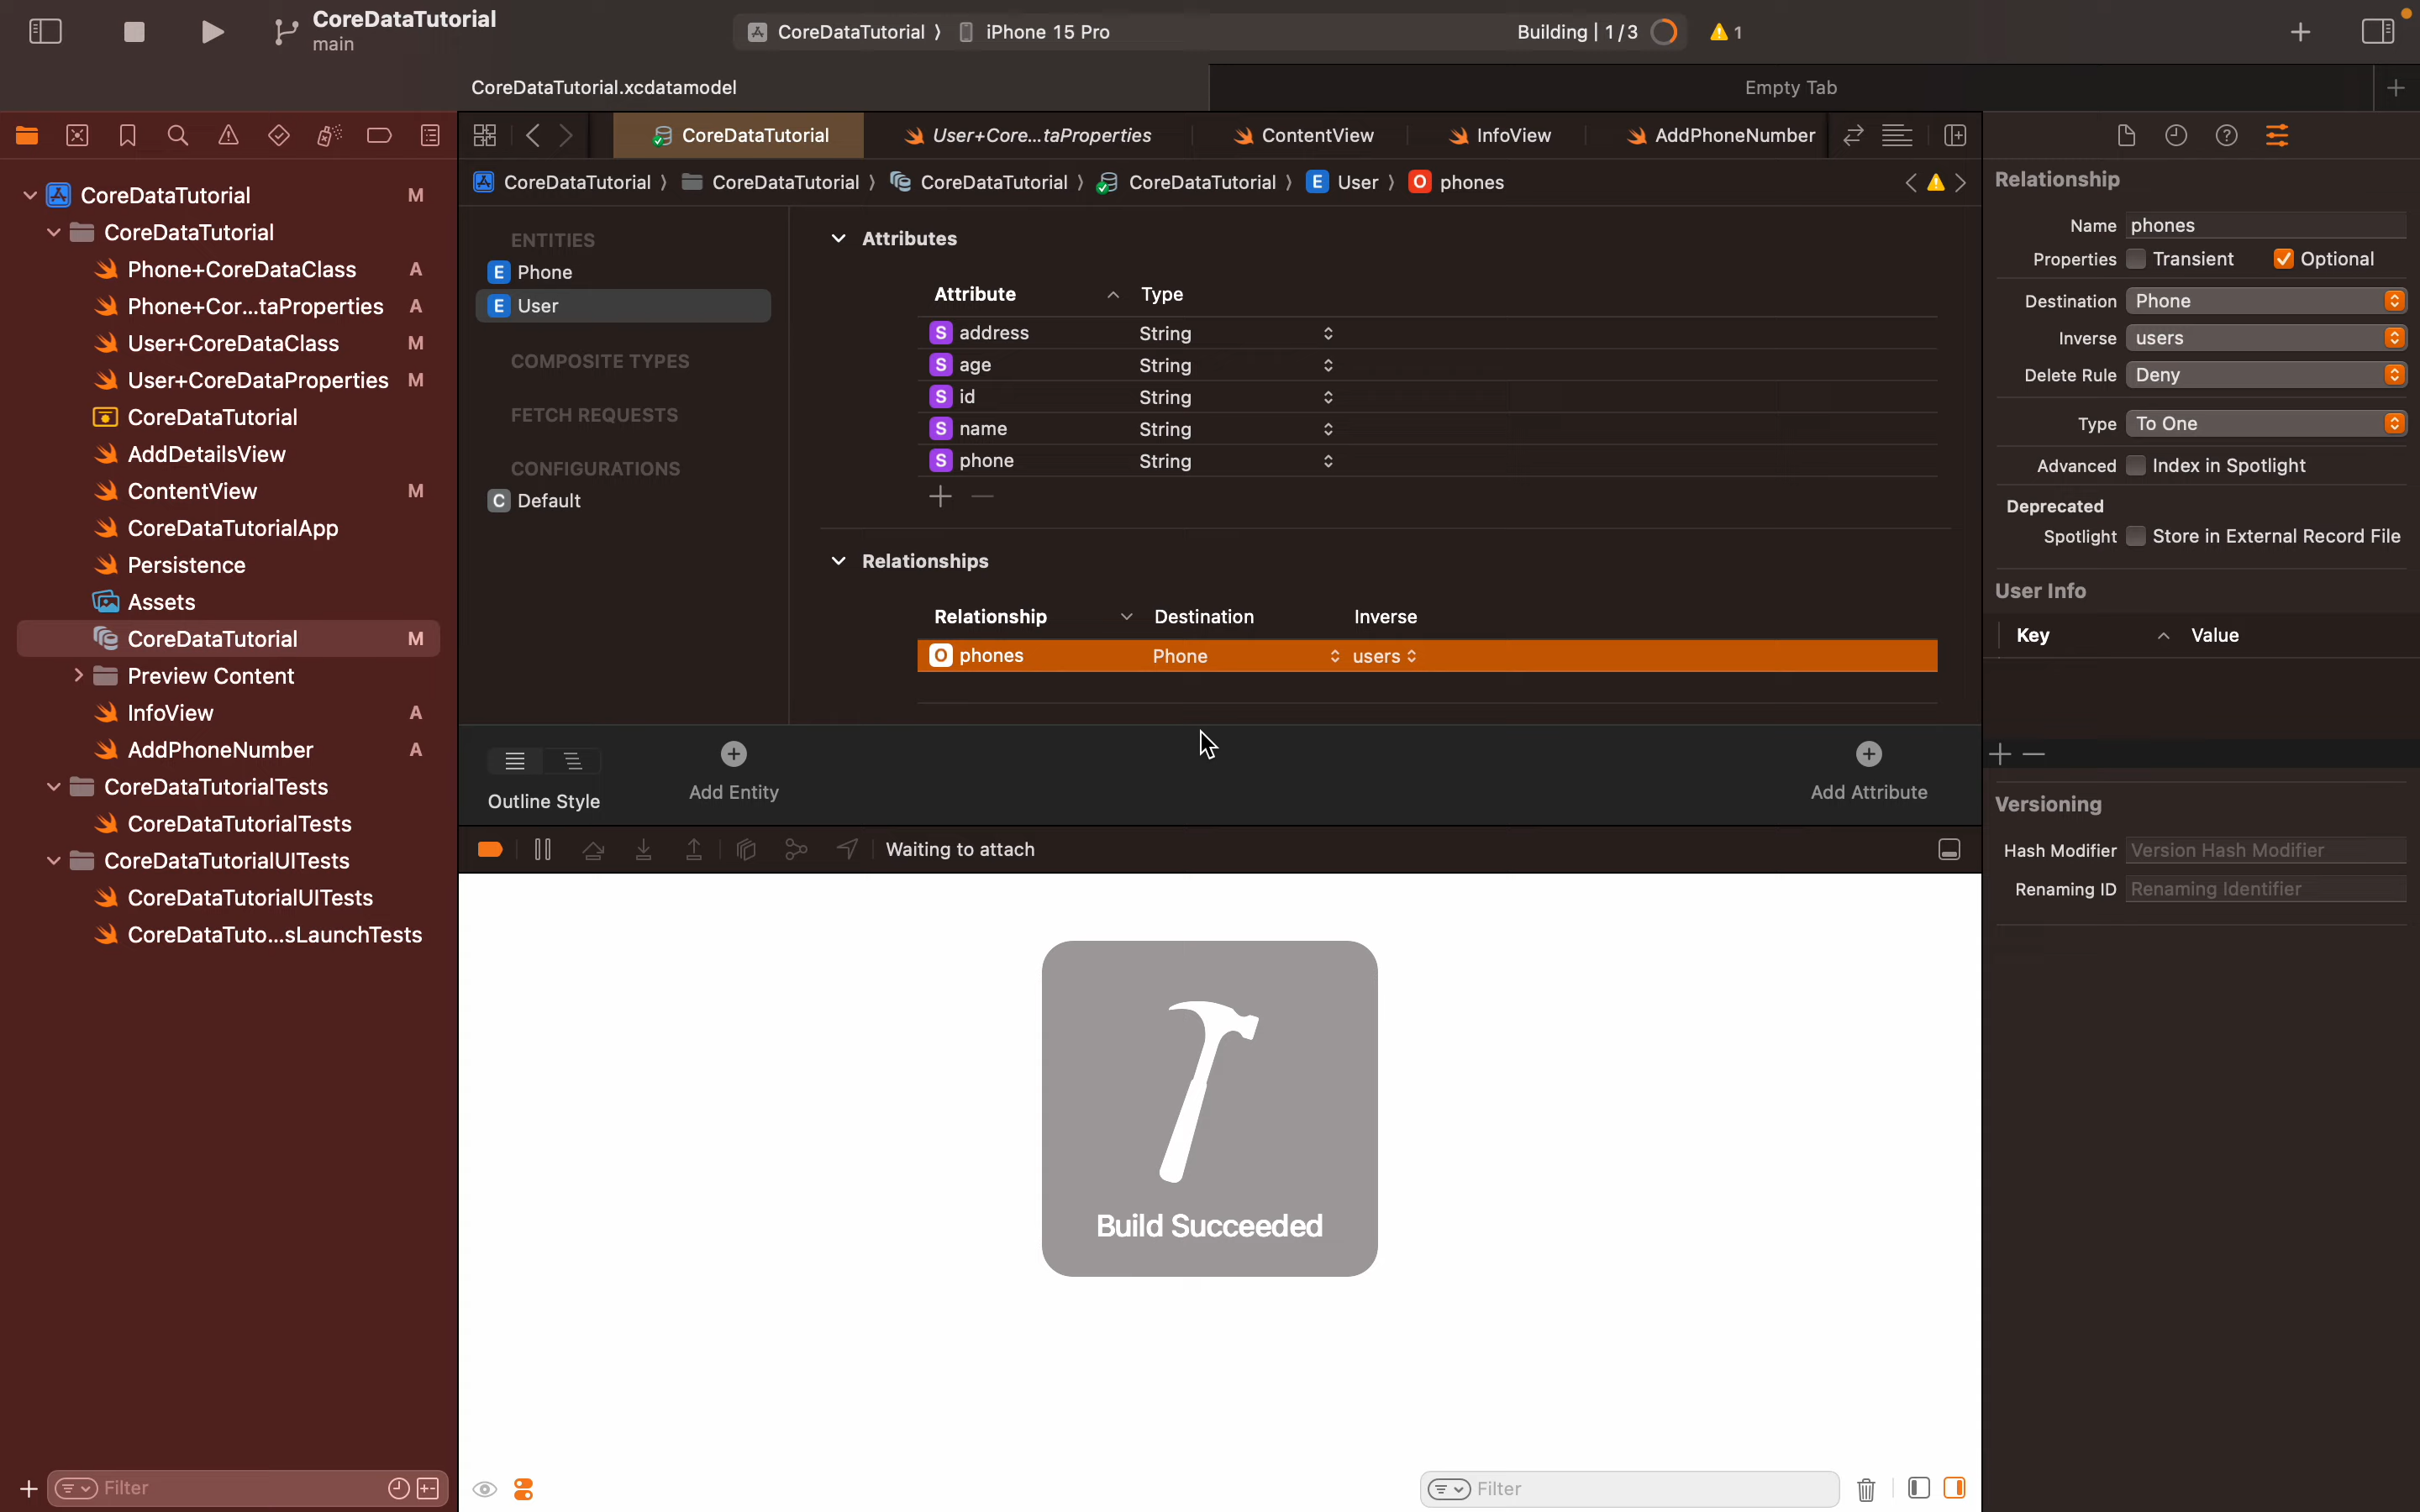 CoreDataTutorial
main
CoreDataTutorial ⟩ iPhone 15 Pro
Building | 1/3
1
CoreDataTutorial.xcdatamodel
Empty Tab
CoreDataTutorial
User+Core...taProperties
ContentView
InfoView
AddPhoneNumber
CoreDataTutorial ⟩ CoreDataTutorial ⟩ CoreDataTutorial ⟩ CoreDataTutorial ⟩ E User ⟩ O phones
CoreDataTutorial M
CoreDataTutorial
Phone+CoreDataClass A
Phone+Cor...taProperties A
User+CoreDataClass M
User+CoreDataProperties M
CoreDataTutorial
AddDetailsView
ContentView M
CoreDataTutorialApp
Persistence
Assets
CoreDataTutorial M
Preview Content
InfoView A
AddPhoneNumber A
CoreDataTutorialTests
CoreDataTutorialTests
CoreDataTutorialUITests
CoreDataTutorialUITests
CoreDataTuto...sLaunchTests
Filter
ENTITIES
E Phone
E User
COMPOSITE TYPES
FETCH REQUESTS
CONFIGURATIONS
C Default
Attributes
Attribute Type
S address String
S age String
S id String
S name String
S phone String
Relationships
Relationship Destination Inverse
O phones Phone users
Outline Style
Add Entity
Add Attribute
Waiting to attach
Build Succeeded
Filter
Relationship
Name phones
Properties Transient Optional
Destination Phone
Inverse users
Delete Rule Deny
Type To One
Advanced Index in Spotlight
Deprecated
Spotlight Store in External Record File
User Info
Key Value
Versioning
Hash Modifier Version Hash Modifier
Renaming ID Renaming Identifier